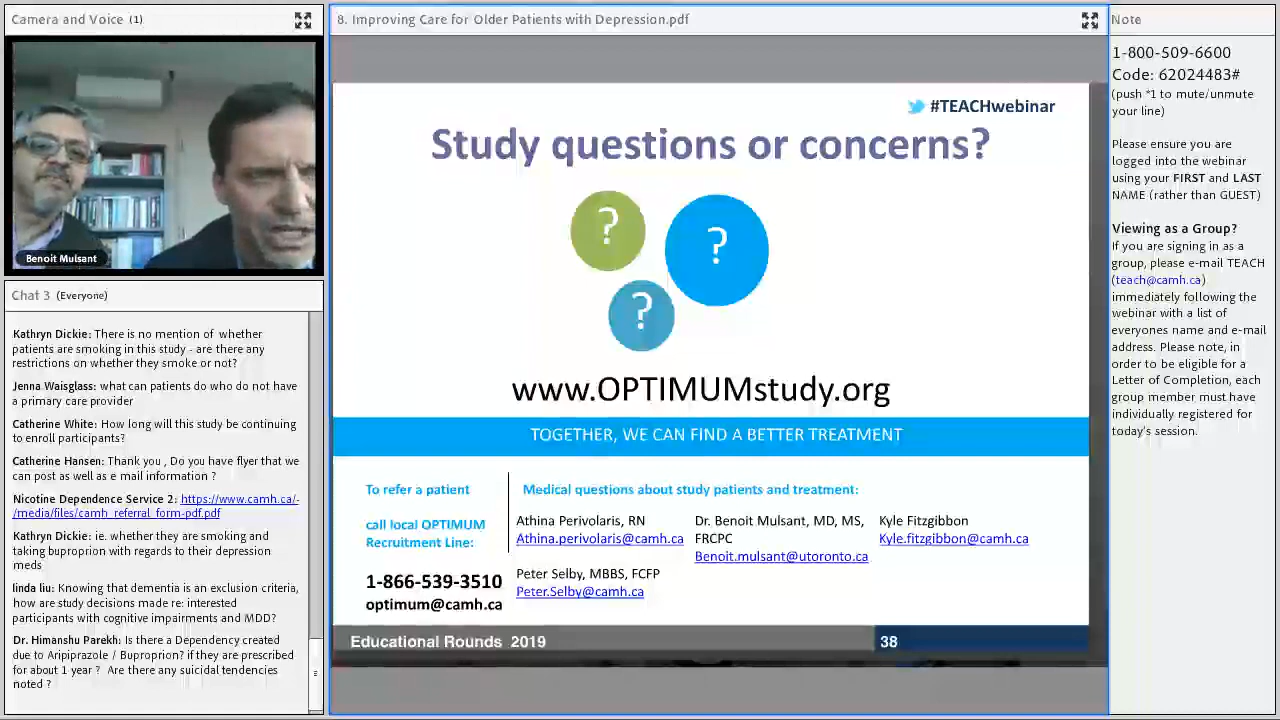 Camera and Voice (1)
Benoit Mulsant
Chat 3 (Everyone)
Kathryn Dickie: There is no mention of whether
patients are smoking in this study - are there any
restrictions on whether they smoke or not?
Jenna Waisglass: what can patients do who do not have
a primary care provider
Catherine White: How long will this study be continuing
to enroll participants?
Catherine Hansen: Thank you , Do you have flyer that we
can post as well as e mail information ?
Nicotine Dependence Service 2: https://www.camh.ca/-
/media/files/camh_referral_form-pdf.pdf
Kathryn Dickie: ie. whether they are smoking and
taking buproprion with regards to their depression
meds
linda liu: Knowing that dementia is an exclusion criteria,
how are study decisions made re: interested
participants with cognitive impairments and MDD?
Dr. Himanshu Parekh: Is there a Dependency created
due to Aripiprazole / Buproprin? if they are prescribed
for about 1 year ? Are there any suicidal tendencies
noted ?
8. Improving Care for Older Patients with Depression.pdf
#TEACHwebinar
Study questions or concerns?
?
?
?
www.OPTIMUMstudy.org
TOGETHER, WE CAN FIND A BETTER TREATMENT
To refer a patient
call local OPTIMUM
Recruitment Line:
1-866-539-3510
optimum@camh.ca
Medical questions about study patients and treatment:
Athina Perivolaris, RN
Athina.perivolaris@camh.ca
Peter Selby, MBBS, FCFP
Peter.Selby@camh.ca
Dr. Benoit Mulsant, MD, MS,
FRCPC
Benoit.mulsant@utoronto.ca
Kyle Fitzgibbon
Kyle.fitzgibbon@camh.ca
Educational Rounds 2019
38
Note
1-800-509-6600
Code: 62024483#
(push *1 to mute/unmute
your line)
Please ensure you are
logged into the webinar
using your FIRST and LAST
NAME (rather than GUEST)
Viewing as a Group?
If you are signing in as a
group, please e-mail TEACH
(teach@camh.ca)
immediately following the
webinar with a list of
everyones name and e-mail
address. Please note, in
order to be eligible for a
Letter of Completion, each
group member must have
individually registered for
today's session.